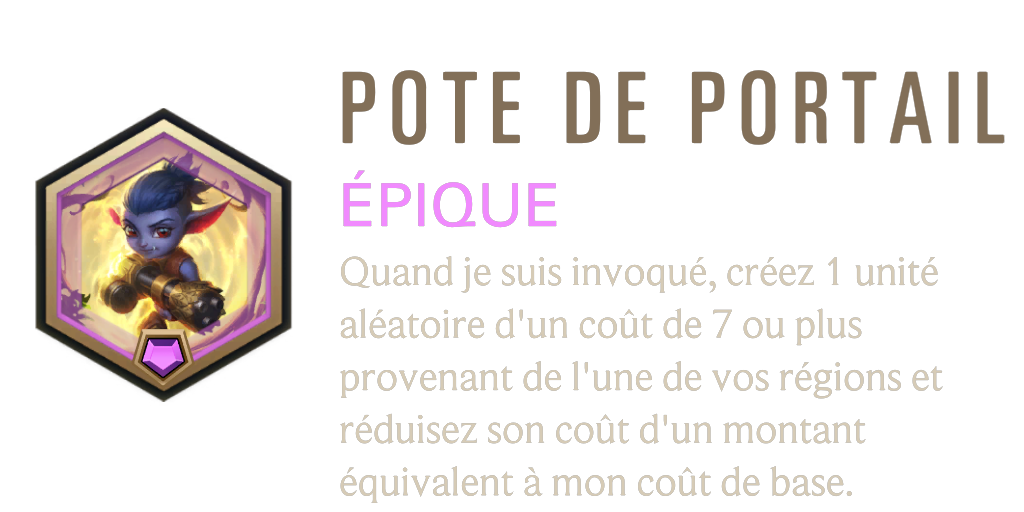 POTE DE PORTAIL
ÉPIQUE
Quand je suis invoqué, créez 1 unité
aléatoire d'un coût de 7 ou plus
provenant de l'une de vos régions et
réduisez son coût d'un montant
équivalent à mon coût de base.